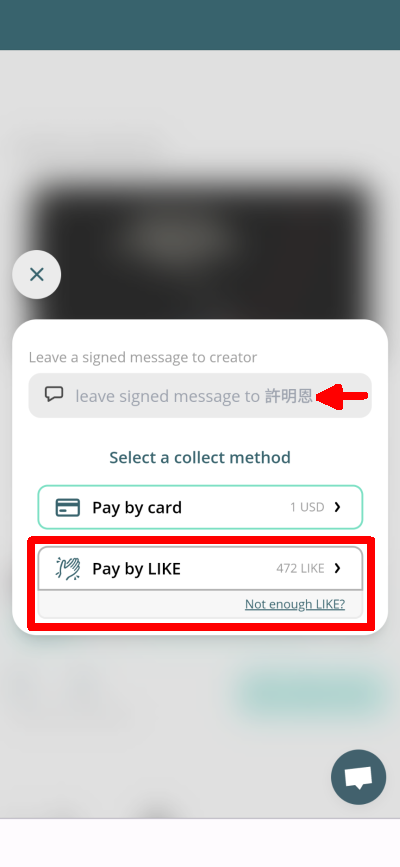 Leave a signed message to creator
leave signed message to 許明恩
Select a collect method
Pay by card
1 USD
Pay by LIKE
472 LIKE
Not enough LIKE?